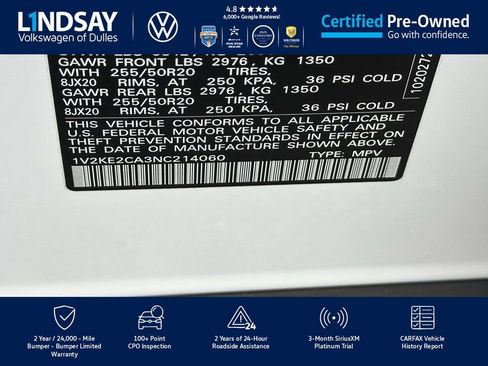 LINDSAY
Volkswagen of Dulles
4.8
6,000+ Google Reviews!
Certified Pre-Owned
Go with confidence.
GAWR FRONT LBS 2976, KG 1350
WITH 255/50R20 TIRES,
8JX20 RIMS, AT 250 KPA, 36 PSI COLD
GAWR REAR LBS 2976, KG 1350
WITH 255/50R20 TIRES,
8JX20 RIMS, AT 250 KPA, 36 PSI COLD
THIS VEHICLE CONFORMS TO ALL APPLICABLE
U.S. FEDERAL MOTOR VEHICLE SAFETY AND
THEFT PREVENTION STANDARDS IN EFFECT ON
THE DATE OF MANUFACTURE SHOWN ABOVE.
1V2KE2CA3NC214060 TYPE: MPV
2 Year / 24,000 - Mile
Bumper - Bumper Limited
Warranty
100+ Point
CPO Inspection
24
2 Years of 24-Hour
Roadside Assistance
3-Month SiriusXM
Platinum Trial
CARFAX Vehicle
History Report